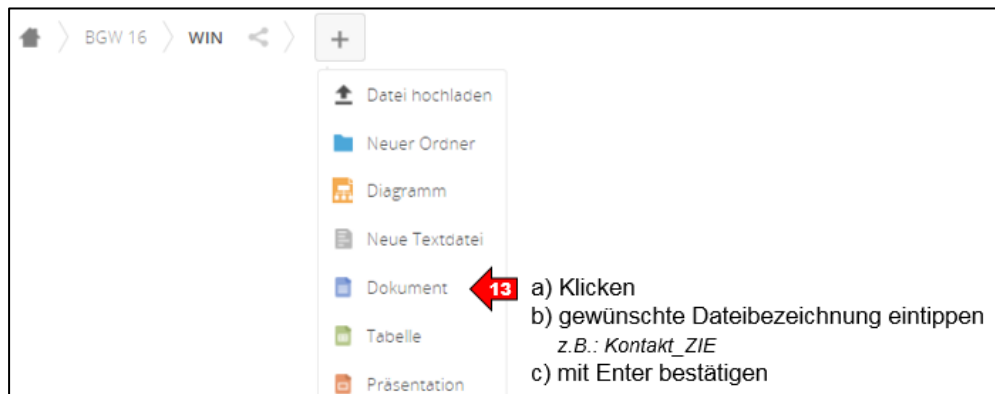 BGW 16 WIN +
Datei hochladen
Neuer Ordner
Diagramm
Neue Textdatei
Dokument
13 a) Klicken
b) gewünschte Dateibezeichnung eintippen
z.B.: Kontakt_ZIE
c) mit Enter bestätigen
Tabelle
Präsentation